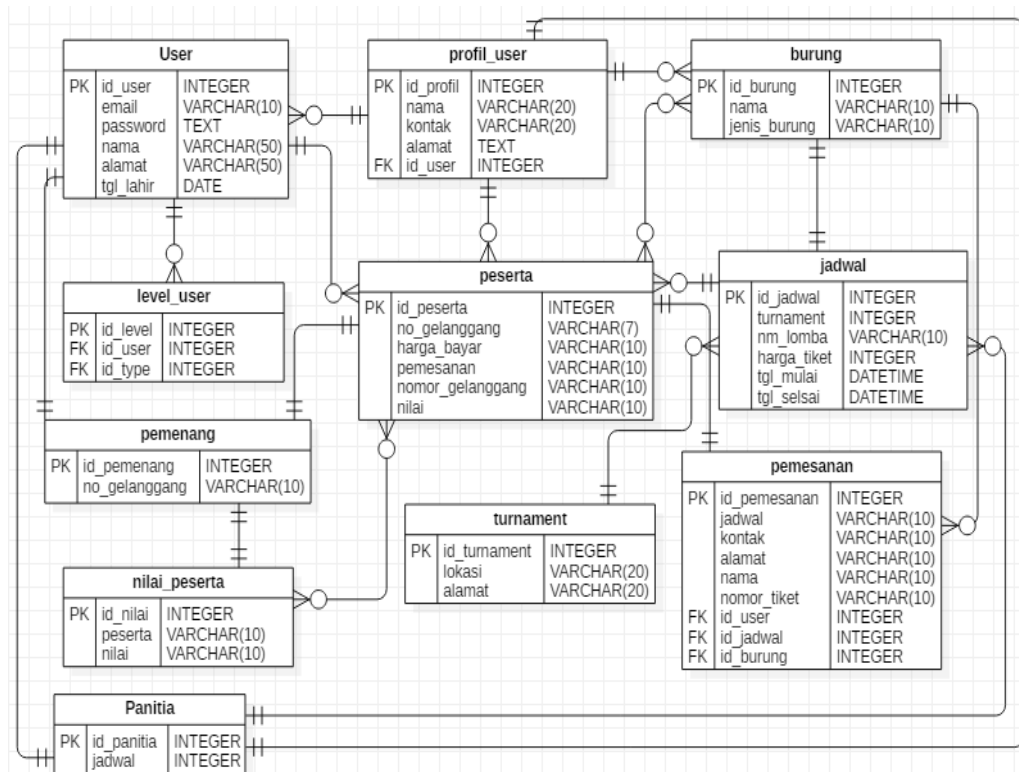 User
PK id_user INTEGER
email VARCHAR(10)
password TEXT
nama VARCHAR(50)
alamat VARCHAR(50)
tgl_lahir DATE
profil_user
PK id_profil INTEGER
nama VARCHAR(20)
kontak VARCHAR(20)
alamat TEXT
FK id_user INTEGER
burung
PK id_burung INTEGER
nama VARCHAR(10)
jenis_burung VARCHAR(10)
level_user
PK id_level INTEGER
FK id_user INTEGER
FK id_type INTEGER
peserta
PK id_peserta INTEGER
no_gelanggang VARCHAR(7)
harga_bayar VARCHAR(10)
pemesanan VARCHAR(10)
nomor_gelanggang VARCHAR(10)
nilai VARCHAR(10)
jadwal
PK id_jadwal INTEGER
turnament INTEGER
nm_lomba VARCHAR(10)
harga_tiket INTEGER
tgl_mulai DATETIME
tgl_selsai DATETIME
pemenang
PK id_pemenang INTEGER
no_gelanggang VARCHAR(10)
turnament
PK id_turnament INTEGER
lokasi VARCHAR(20)
alamat VARCHAR(20)
pemesanan
PK id_pemesanan INTEGER
jadwal VARCHAR(10)
kontak VARCHAR(10)
alamat VARCHAR(10)
nama VARCHAR(10)
nomor_tiket VARCHAR(10)
FK id_user INTEGER
FK id_jadwal INTEGER
FK id_burung INTEGER
nilai_peserta
PK id_nilai INTEGER
peserta VARCHAR(10)
nilai VARCHAR(10)
Panitia
PK id_panitia INTEGER
jadwal INTEGER